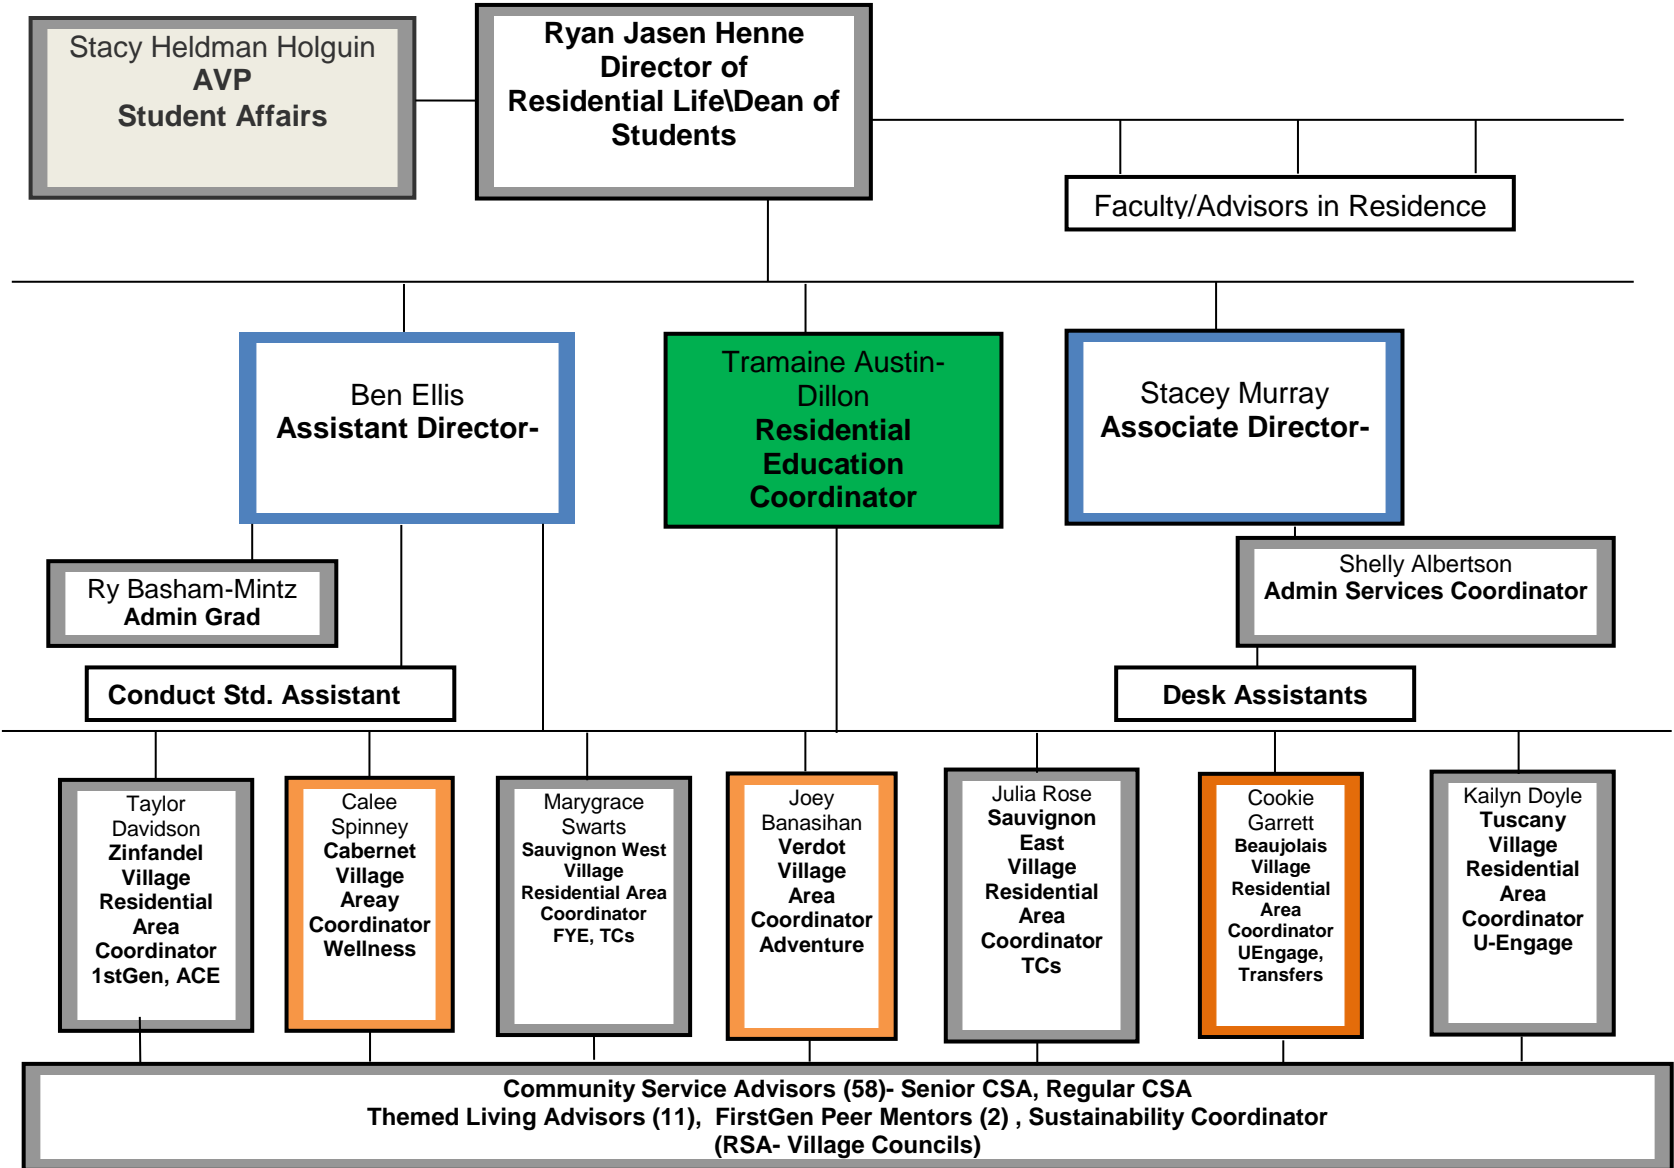 Stacy Heldman Holguin
AVP
Student Affairs
Ryan Jasen Henne
Director of
Residential Life\Dean of
Students
Faculty/Advisors in Residence
Ben Ellis
Assistant Director-
Tramaine Austin-
Dillon
Residential
Education
Coordinator
Stacey Murray
Associate Director-
Ry Basham-Mintz
Admin Grad
Shelly Albertson
Admin Services Coordinator
Conduct Std. Assistant
Desk Assistants
Taylor
Davidson
Zinfandel
Village
Residential
Area
Coordinator
1stGen, ACE
Calee
Spinney
Cabernet
Village
Areay
Coordinator
Wellness
Marygrace
Swarts
Sauvignon West
Village
Residential Area
Coordinator
FYE, TCs
Joey
Banasihan
Verdot
Village
Area
Coordinator
Adventure
Julia Rose
Sauvignon
East
Village
Residential
Area
Coordinator
TCs
Cookie
Garrett
Beaujolais
Village
Residential
Area
Coordinator
UEngage,
Transfers
Kailyn Doyle
Tuscany
Village
Residential
Area
Coordinator
U-Engage
Community Service Advisors (58)- Senior CSA, Regular CSA
Themed Living Advisors (11), FirstGen Peer Mentors (2) , Sustainability Coordinator
(RSA- Village Councils)